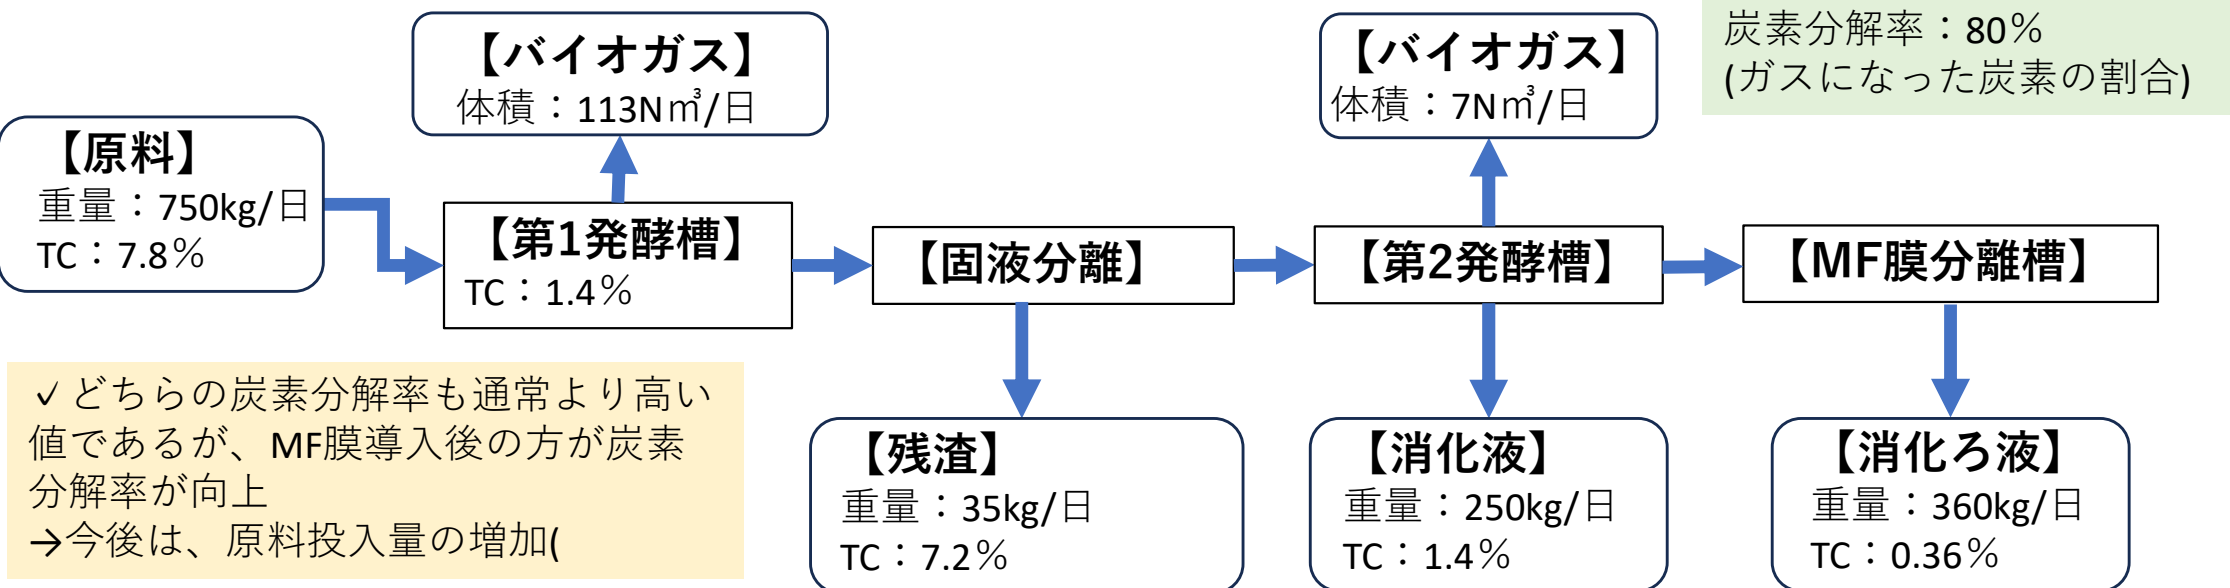 【バイオガス】
体積：113N㎥/日
【バイオガス】
体積：7N㎥/日
炭素分解率：80％
(ガスになった炭素の割合)
【原料】
重量：750kg/日
TC：7.8％
【第1発酵槽】
TC：1.4％
【固液分離】
【第2発酵槽】
【MF膜分離槽】
✓どちらの炭素分解率も通常より高い
値であるが、MF膜導入後の方が炭素
分解率が向上
→今後は、原料投入量の増加(
【残渣】
重量：35kg/日
TC：7.2％
【消化液】
重量：250kg/日
TC：1.4％
【消化ろ液】
重量：360kg/日
TC：0.36％